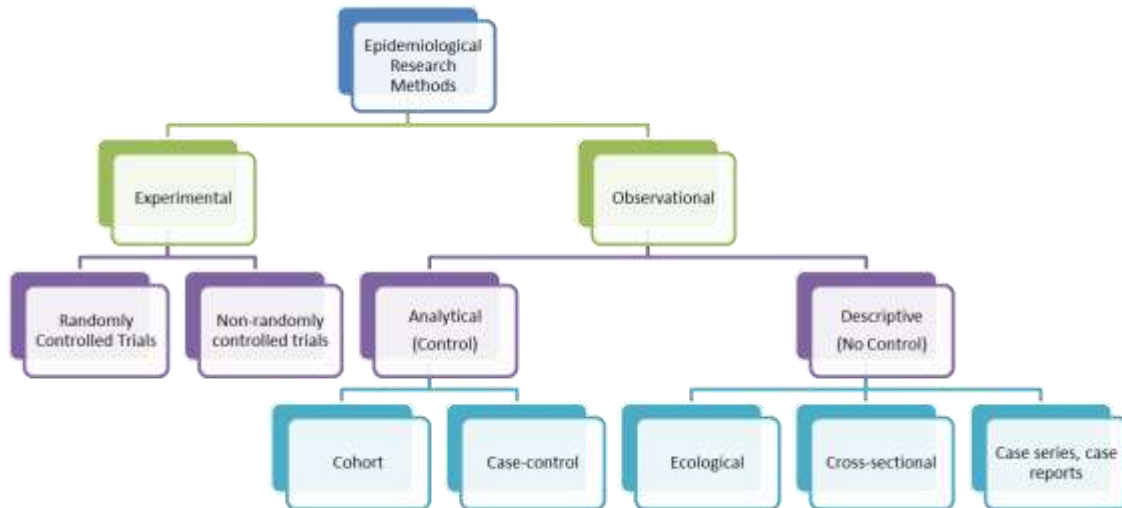 Epidemiological
Research
Methods
Experimental
Observational
Randomly
Controlled Trials
Non-randomly
controlled trials
Analytical
(Control)
Descriptive
(No Control)
Cohort
Case-control
Ecological
Cross-sectional
Case series, case
reports